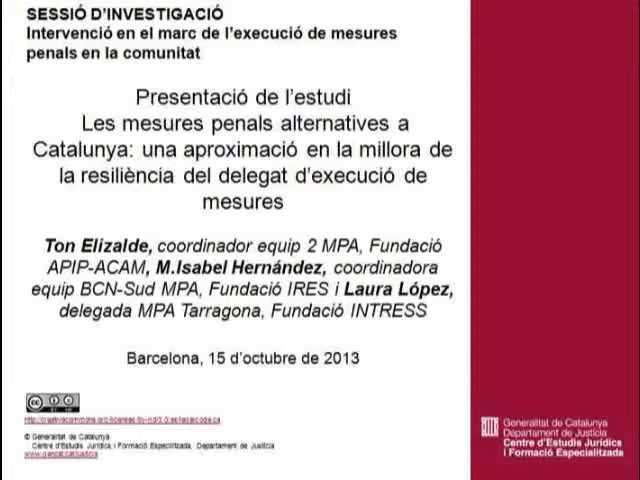 SESSIÓ D'INVESTIGACIÓ
Intervenció en el marc de l'execució de mesures
penals en la comunitat
Presentació de l'estudi
Les mesures penals alternatives a
Catalunya: una aproximació en la millora de
la resiliència del delegat d'execució de
mesures
Ton Elizalde, coordinador equip 2 MPA, Fundació
APIP-ACAM, M.Isabel Hernández, coordinadora
equip BCN-Sud MPA, Fundació IRES i Laura López,
delegada MPA Tarragona, Fundació INTRESS
Barcelona, 15 d'octubre de 2013
© Generalitat de Catalunya
Centre d'Estudis Jurídics i Formació Especialitzada. Departament de Justícia
www.gencat.cat/justicia
Generalitat de Catalunya
Departament de Justícia
Centre d'Estudis Jurídics
i Formació Especialitzada